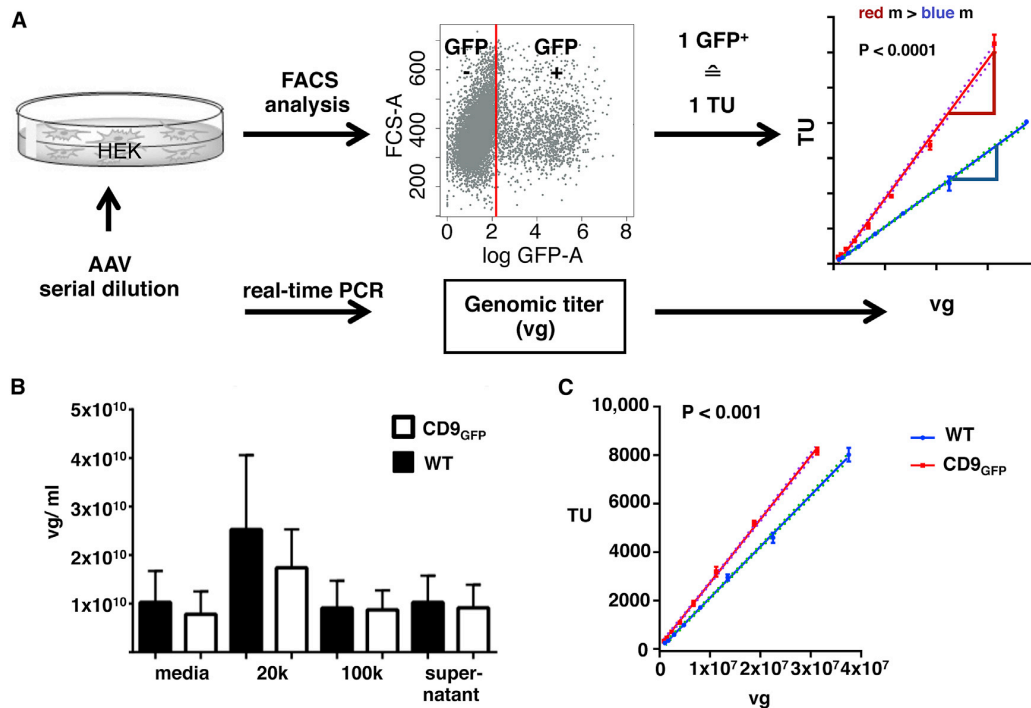 A
HEK
AAV
serial dilution
FACS
analysis
real-time PCR
GFP
-
GFP
+
FCS-A
600
400
200
0
2
4
6
8
log GFP-A
Genomic titer
(vg)
1 GFP⁺
≙
1 TU
red m > blue m
P < 0.0001
TU
vg
B
5x10¹⁰
4x10¹⁰
3x10¹⁰
2x10¹⁰
1x10¹⁰
vg/ ml
CD9GFP
WT
media
20k
100k
super-
natant
C
P < 0.001
10,000
8000
6000
4000
2000
0
TU
WT
CD9GFP
0
1x10⁷
2x10⁷
3x10⁷
4x10⁷
vg